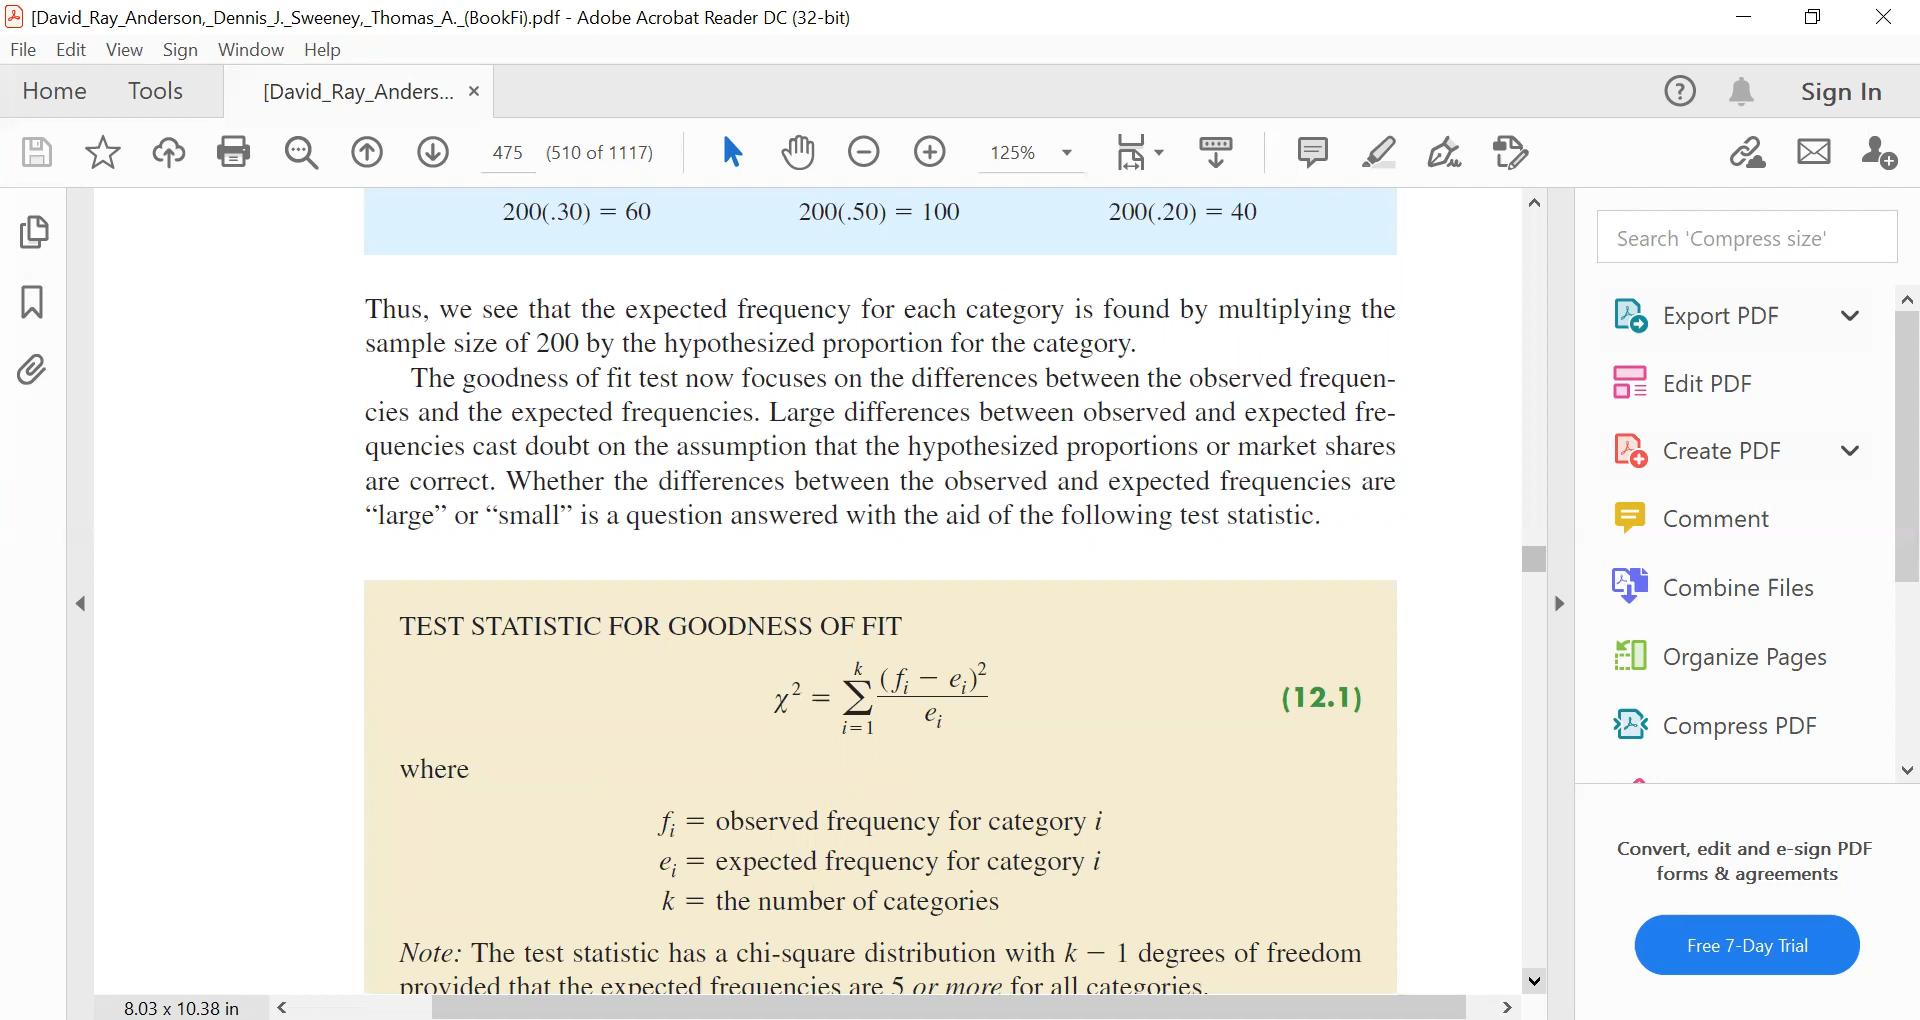 [David_Ray_Anderson,_Dennis_J._Sweeney,_Thomas_A._(BookFi).pdf - Adobe Acrobat Reader DC (32-bit)
File Edit View Sign Window Help
Home Tools [David_Ray_Anders... × Sign In
475 (510 of 1117) 125%
200(.30) = 60 200(.50) = 100 200(.20) = 40
Thus, we see that the expected frequency for each category is found by multiplying the
sample size of 200 by the hypothesized proportion for the category.
The goodness of fit test now focuses on the differences between the observed frequen-
cies and the expected frequencies. Large differences between observed and expected fre-
quencies cast doubt on the assumption that the hypothesized proportions or market shares
are correct. Whether the differences between the observed and expected frequencies are
“large” or “small” is a question answered with the aid of the following test statistic.
TEST STATISTIC FOR GOODNESS OF FIT
χ² = ∑ᵢ₌₁ᵏ (fᵢ − eᵢ)² / eᵢ (12.1)
where
fᵢ = observed frequency for category i
eᵢ = expected frequency for category i
k = the number of categories
Note: The test statistic has a chi-square distribution with k − 1 degrees of freedom
provided that the expected frequencies are 5 or more for all categories.
8.03 x 10.38 in
Search 'Compress size'
Export PDF
Edit PDF
Create PDF
Comment
Combine Files
Organize Pages
Compress PDF
Convert, edit and e-sign PDF
forms & agreements
Free 7-Day Trial